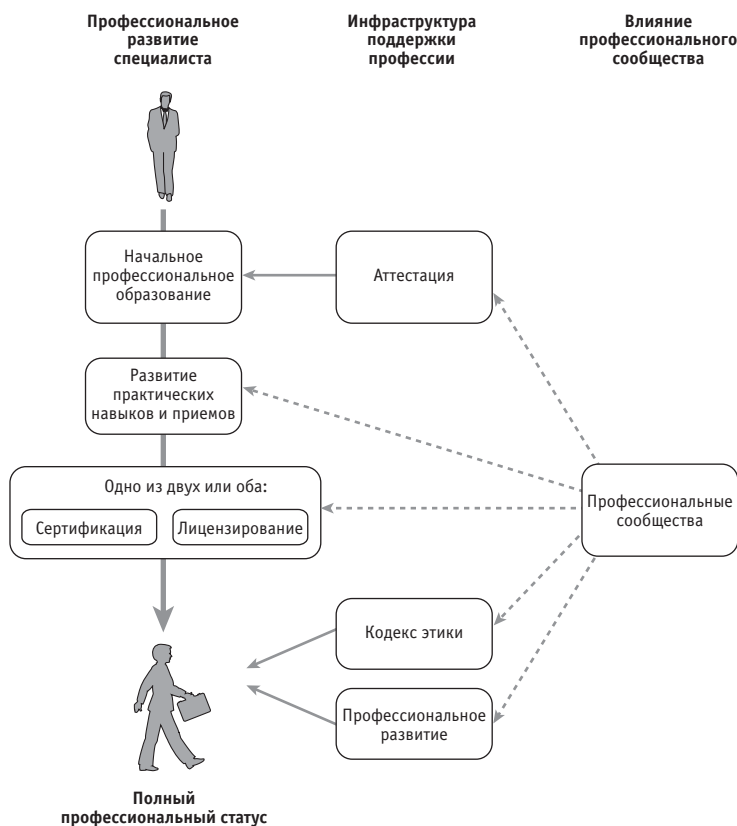 Профессиональное
развитие
специалиста
Инфраструктура
поддержки
профессии
Влияние
профессионального
сообщества
Начальное
профессиональное
образование
Аттестация
Развитие
практических
навыков и приемов
Одно из двух или оба:
Сертификация
Лицензирование
Профессиональные
сообщества
Кодекс этики
Профессиональное
развитие
Полный
профессиональный статус